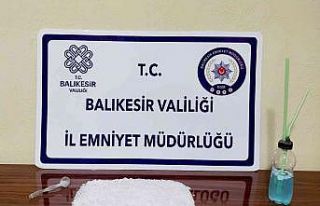 T.C.
BALIKESİR
VALİLİĞİ
T.C.
BALIKESİR VALİLİĞİ
İL EMNİYET MÜDÜRLÜĞÜ